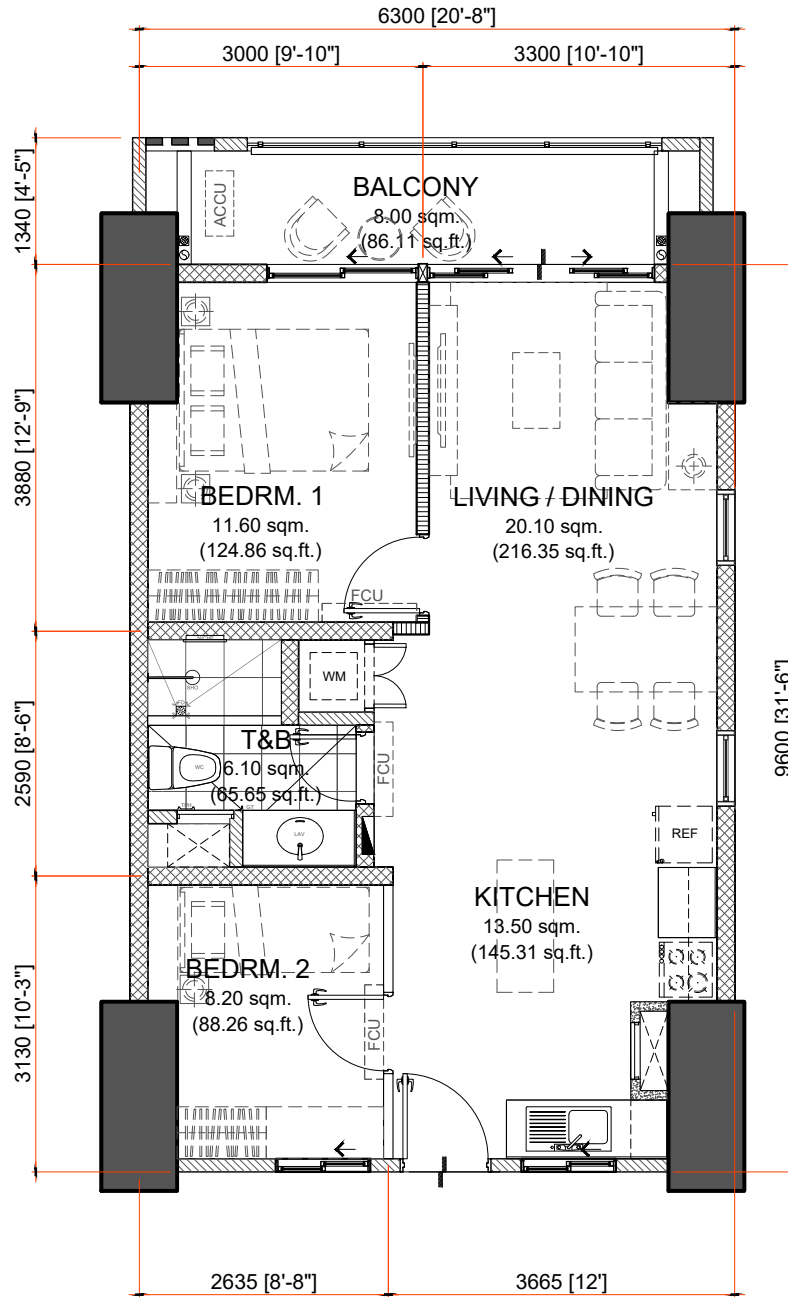 6300 [20'-8"]
3000 [9'-10"]
3300 [10'-10"]
1340 [4'-5"]
ACCU
BALCONY
8.00 sqm.
(86.11 sq.ft.)
3880 [12'-9"]
BEDRM. 1
11.60 sqm.
(124.86 sq.ft.)
LIVING / DINING
20.10 sqm.
(216.35 sq.ft.)
FCU
2590 [8'-6"]
WM
SHO
T&B
6.10 sqm.
(65.65 sq.ft.)
WC
FCU
LAV
9600 [31'-6"]
REF
KITCHEN
13.50 sqm.
(145.31 sq.ft.)
3130 [10'-3"]
BEDRM. 2
8.20 sqm.
(88.26 sq.ft.)
FCU
2635 [8'-8"]
3665 [12']